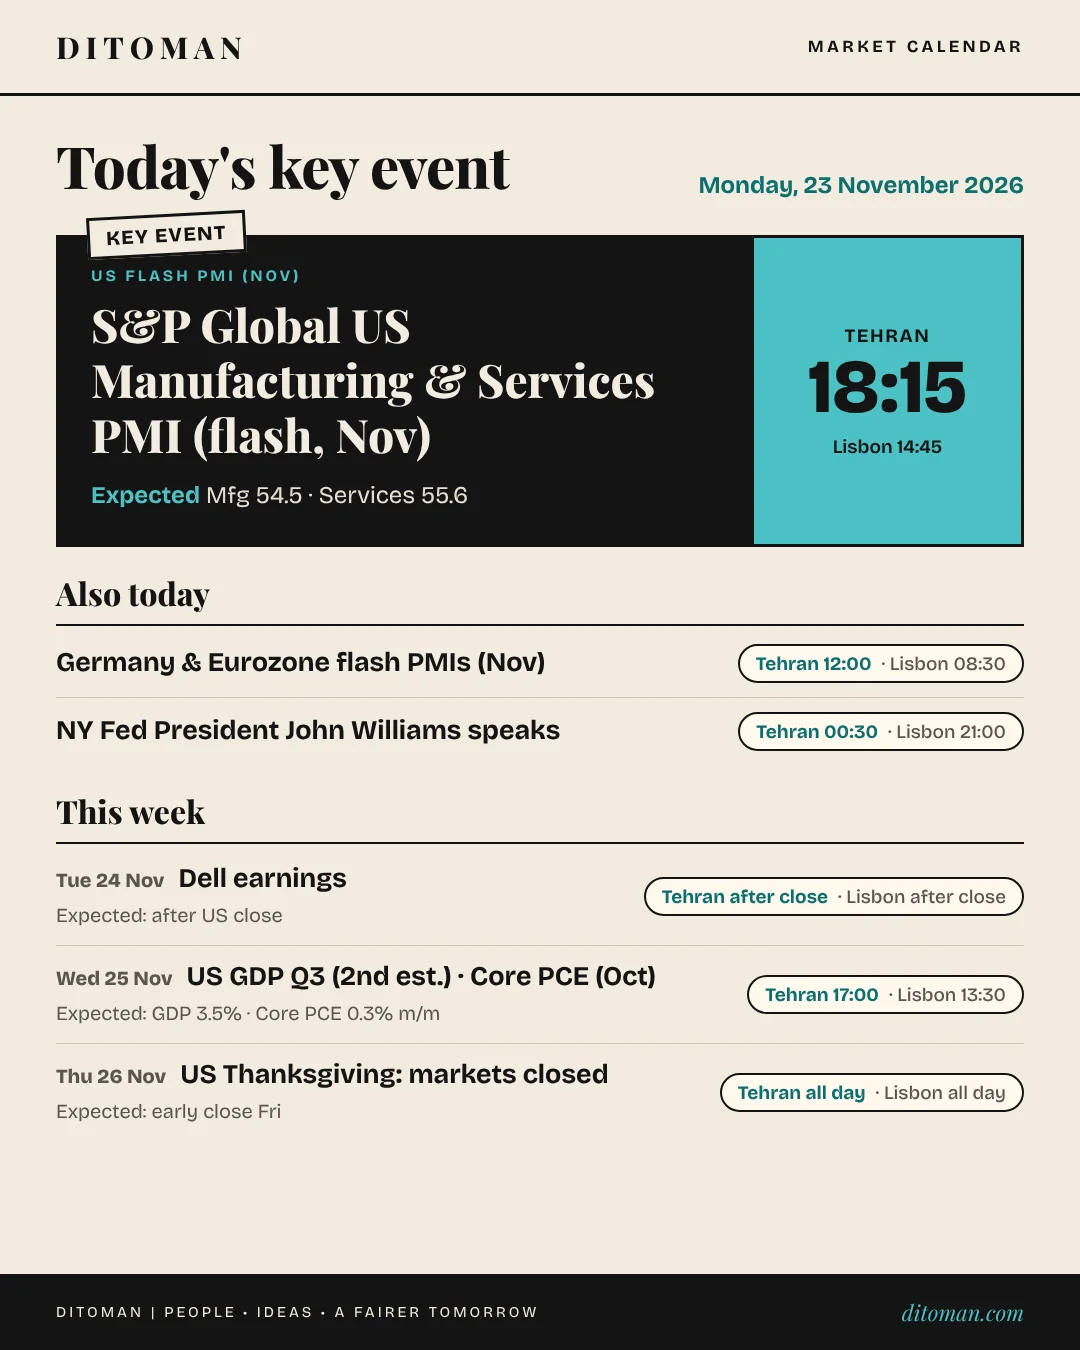 DITOMAN
MARKET CALENDAR
Today's key event
Monday, 23 November 2026
KEY EVENT
US FLASH PMI (NOV)
S&P Global US
Manufacturing & Services
PMI (flash, Nov)
Expected Mfg 54.5 · Services 55.6
TEHRAN
18:15
Lisbon 14:45
Also today
Germany & Eurozone flash PMIs (Nov)
Tehran 12:00 · Lisbon 08:30
NY Fed President John Williams speaks
Tehran 00:30 · Lisbon 21:00
This week
Tue 24 Nov Dell earnings
Expected: after US close
Tehran after close · Lisbon after close
Wed 25 Nov US GDP Q3 (2nd est.) · Core PCE (Oct)
Expected: GDP 3.5% · Core PCE 0.3% m/m
Tehran 17:00 · Lisbon 13:30
Thu 26 Nov US Thanksgiving: markets closed
Expected: early close Fri
Tehran all day · Lisbon all day
DITOMAN | PEOPLE • IDEAS • A FAIRER TOMORROW
ditoman.com